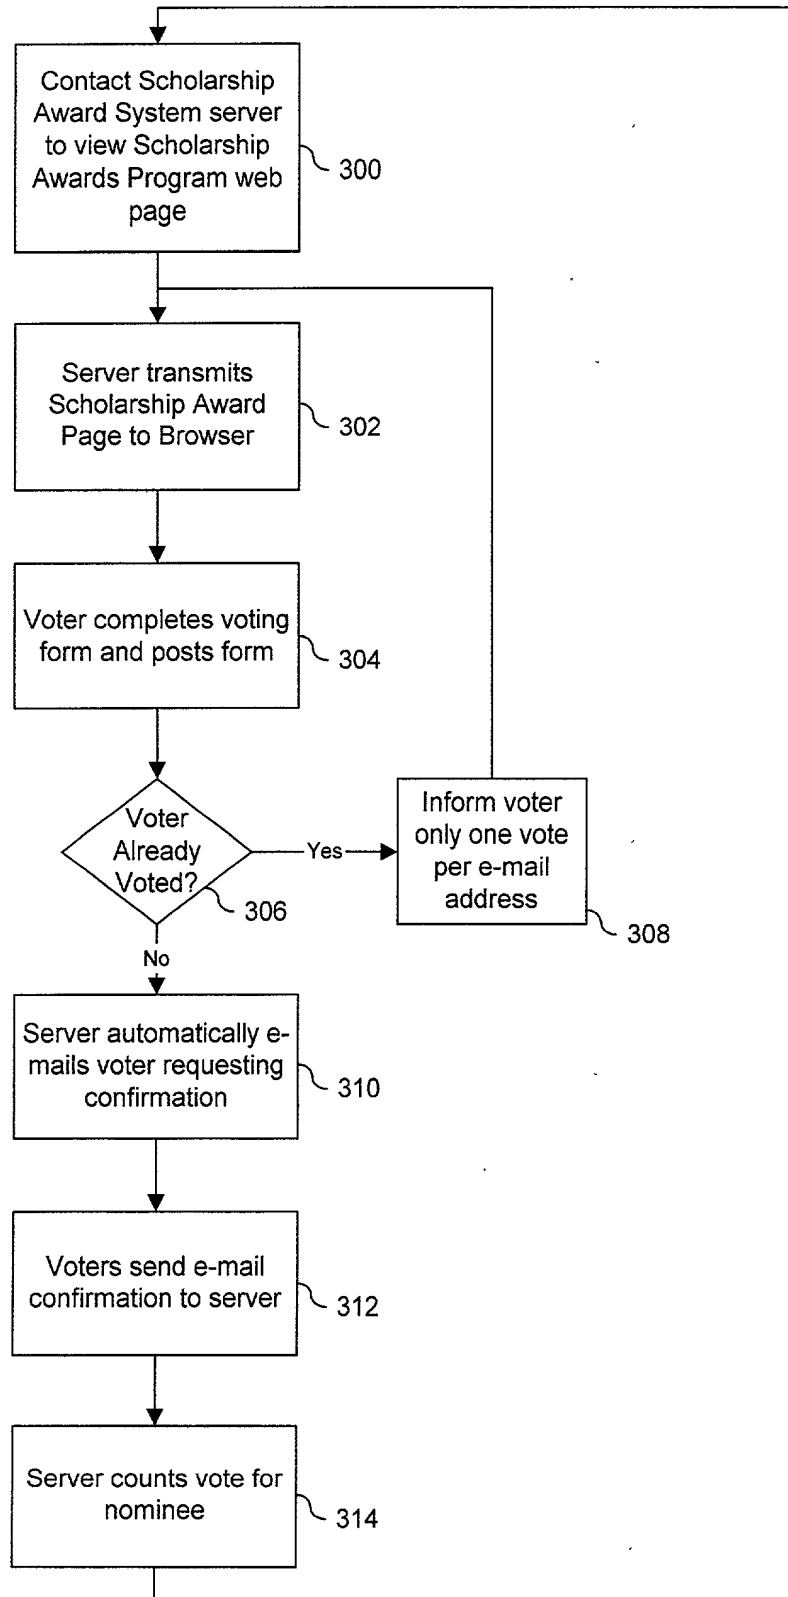 Contact Scholarship
Award System server
to view Scholarship
Awards Program web
page
300
Server transmits
Scholarship Award
Page to Browser
302
Voter completes voting
form and posts form
304
Voter
Already
Voted?
306
Yes
Inform voter
only one vote
per e-mail
address
308
No
Server automatically e-
mails voter requesting
confirmation
310
Voters send e-mail
confirmation to server
312
Server counts vote for
nominee
314